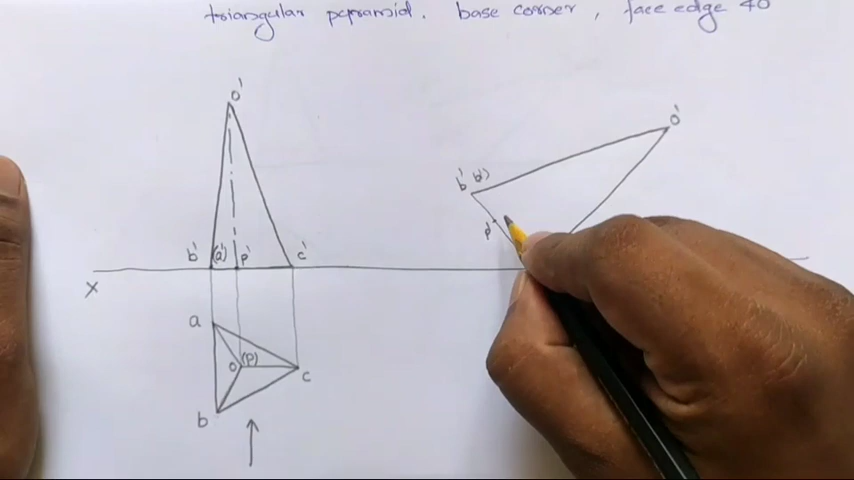 triangular pyramid. base corner, face edge 40
o'
o'
b' b')
p'
b' (a') p' c'
X
a
o (p)
c
b